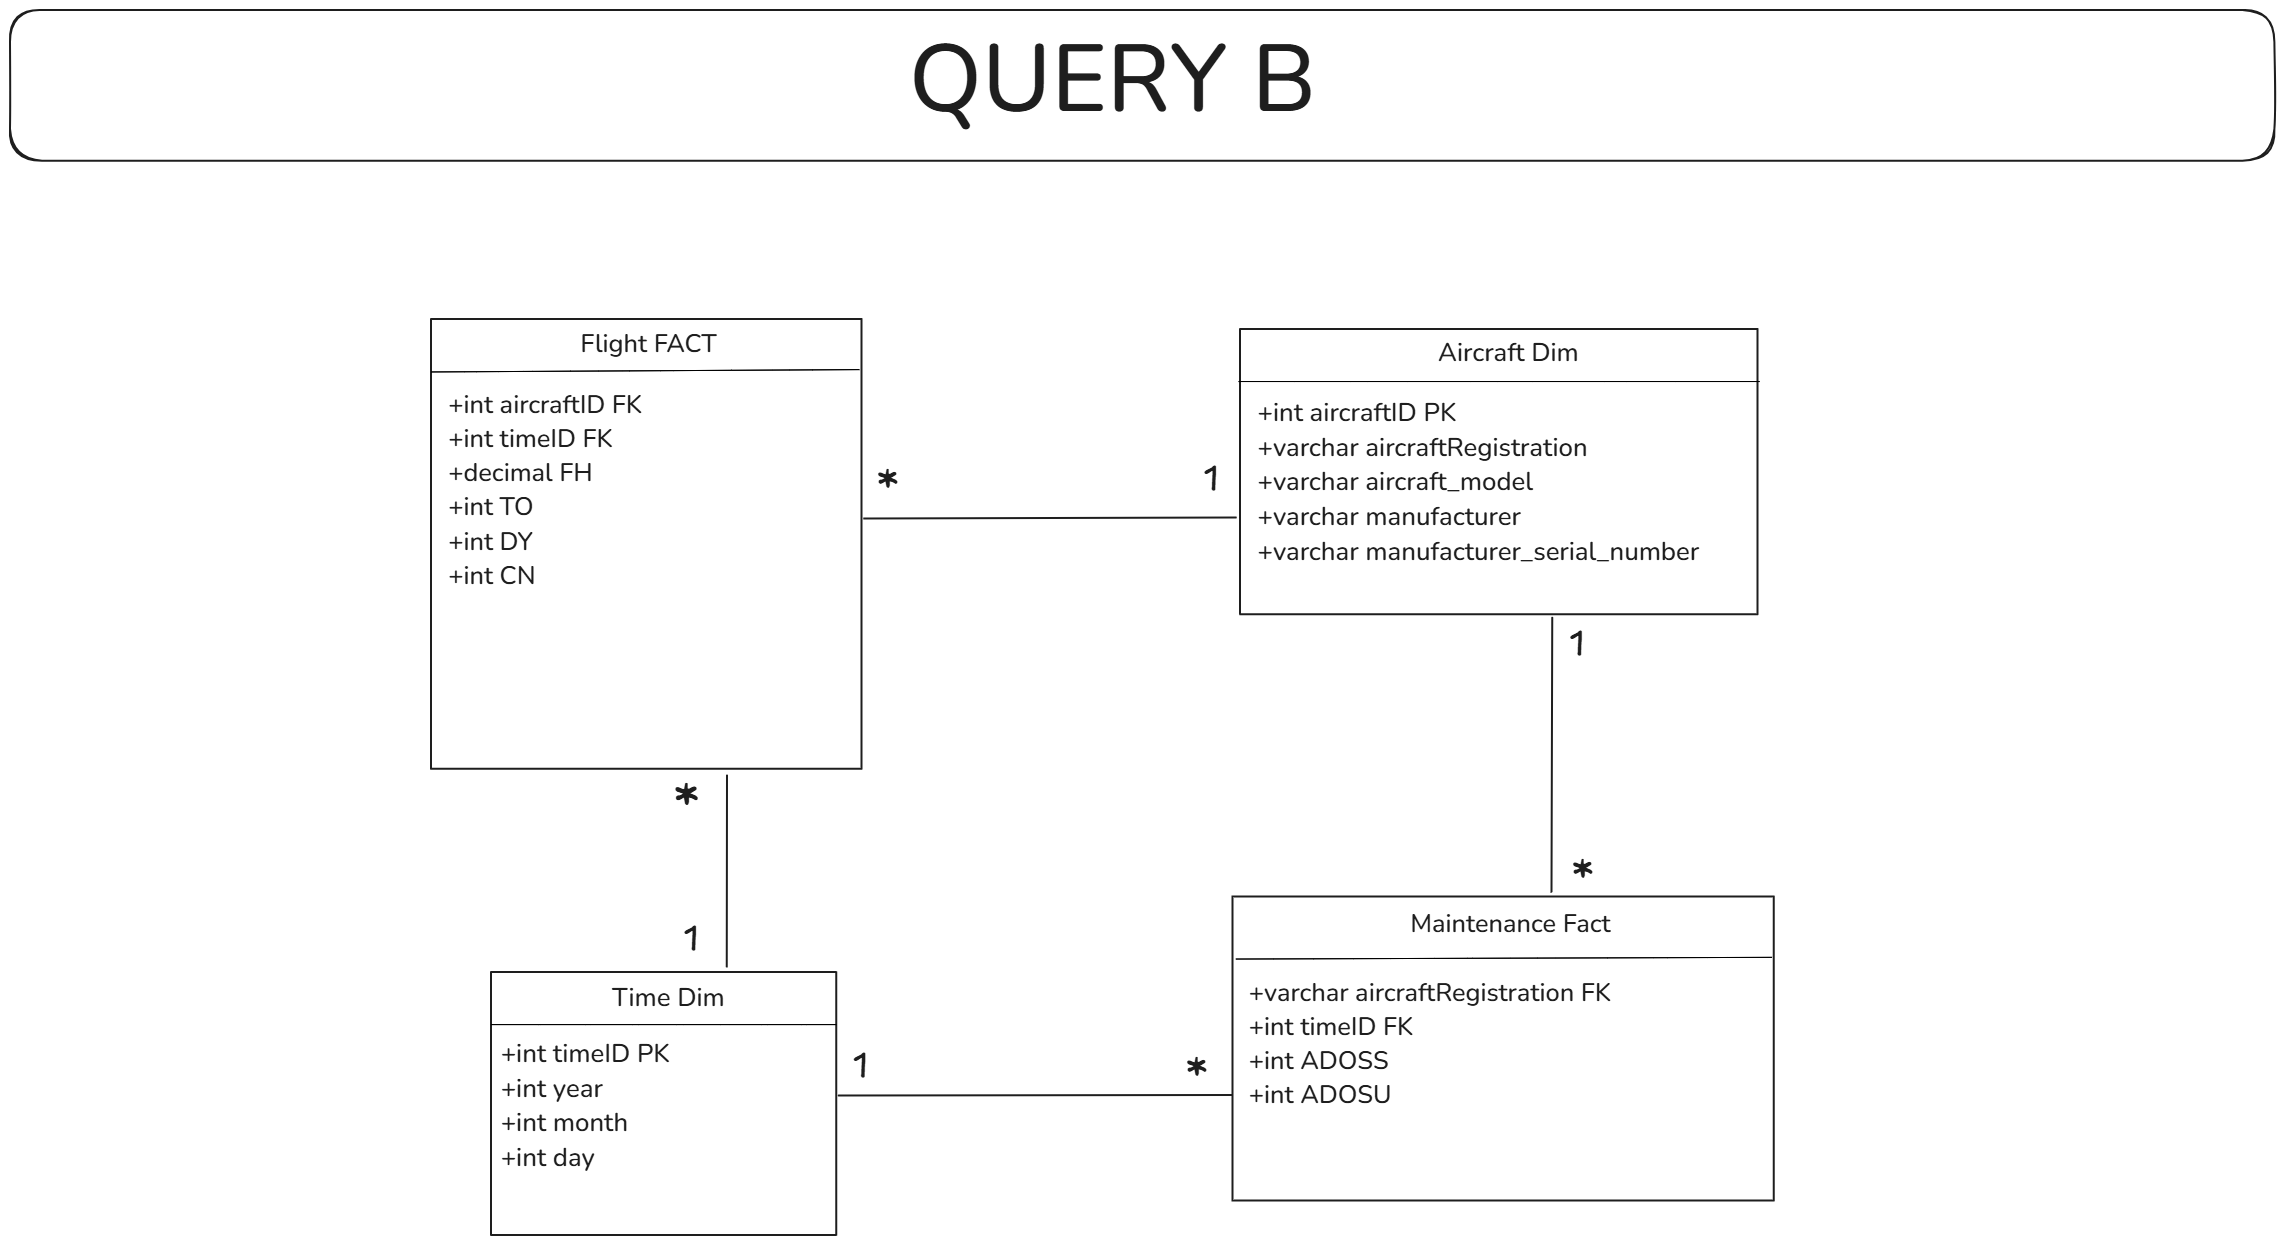 QUERY B
Flight FACT
+int aircraftID FK
+int timeID FK
+decimal FH
+int TO
+int DY
+int CN
* 1
Aircraft Dim
+int aircraftID PK
+varchar aircraftRegistration
+varchar aircraft_model
+varchar manufacturer
+varchar manufacturer_serial_number
1
*
*
1
Time Dim
+int timeID PK
+int year
+int month
+int day
1 *
Maintenance Fact
+varchar aircraftRegistration FK
+int timeID FK
+int ADOSS
+int ADOSU